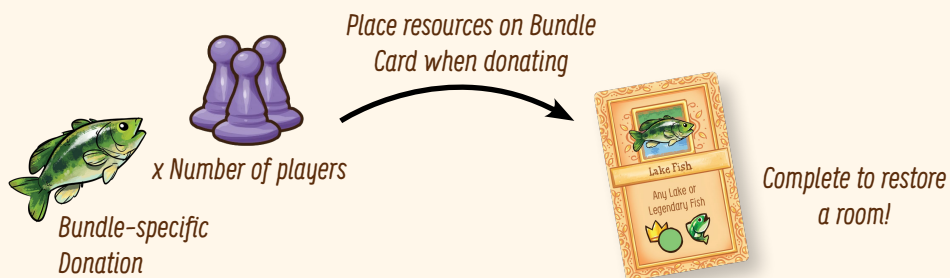 Place resources on Bundle
Card when donating
x Number of players
Bundle-specific
Donation
Lake Fish
Any Lake or
Legendary Fish
Complete to restore
a room!